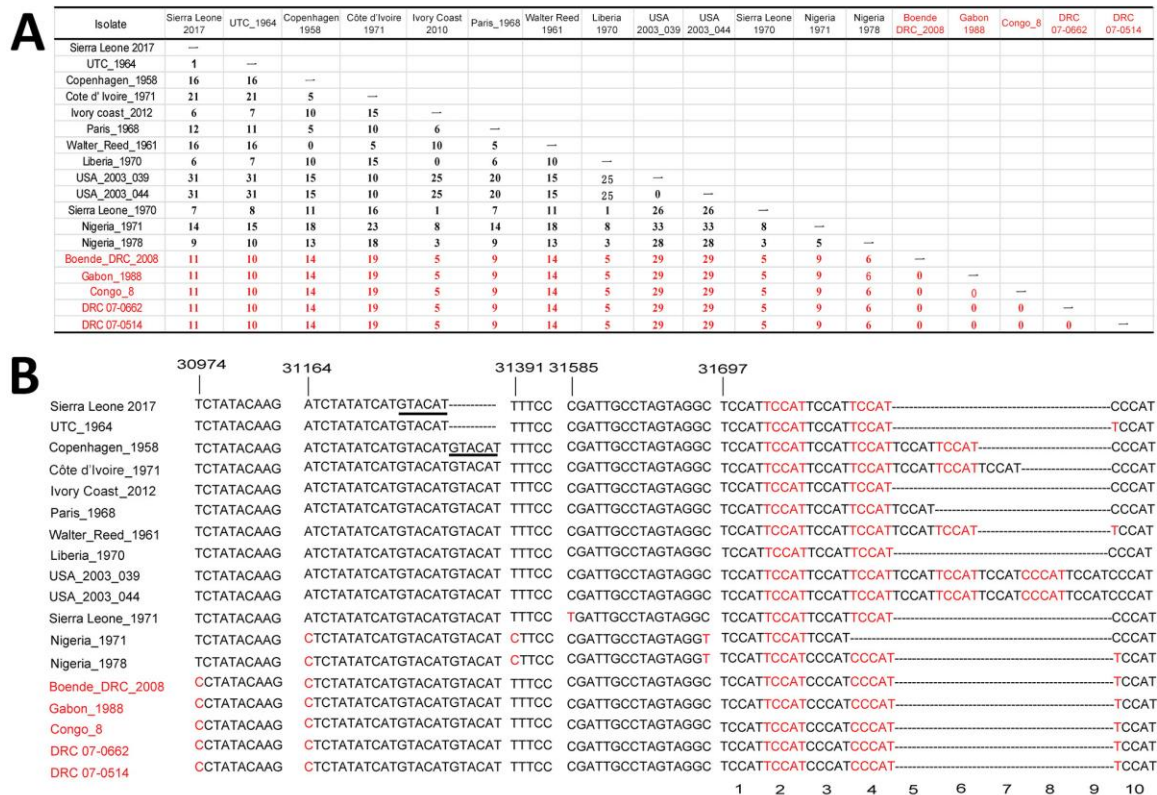 A
Sierra Leone Copenhagen Côte d'Ivoire Ivory Coast Walter Reed Liberia USA USA Sierra Leone Nigeria Nigeria Boende Gabon DRC DRC
Isolate 2017 UTC_1964 1958 1971 2010 Paris_1968 1961 1970 2003_039 2003_044 1970 1971 1978 DRC_2008 1988 Congo_8 07-0662 07-0514
Sierra Leone 2017 —
UTC_1964 1 —
Copenhagen_1958 16 16 —
Cote d' Ivoire_1971 21 21 5 —
Ivory coast_2012 6 7 10 15 —
Paris_1968 12 11 5 10 6 —
Walter_Reed_1961 16 16 0 5 10 5 —
Liberia_1970 6 7 10 15 0 6 10 —
USA_2003_039 31 31 15 10 25 20 15 25 —
USA_2003_044 31 31 15 10 25 20 15 25 0 —
Sierra Leone_1970 7 8 11 16 1 7 11 1 26 26 —
Nigeria_1971 14 15 18 23 8 14 18 8 33 33 8 —
Nigeria_1978 9 10 13 18 3 9 13 3 28 28 3 5 —
Boende_DRC_2008 11 10 14 19 5 9 14 5 29 29 5 9 6 —
Gabon_1988 11 10 14 19 5 9 14 5 29 29 5 9 6 0 —
Congo_8 11 10 14 19 5 9 14 5 29 29 5 9 6 0 0 —
DRC 07-0662 11 10 14 19 5 9 14 5 29 29 5 9 6 0 0 0 —
DRC 07-0514 11 10 14 19 5 9 14 5 29 29 5 9 6 0 0 0 0 —
B
30974 31164 31391 31585 31697
Sierra Leone 2017 TCTATACAAG ATCTATATCATGTACAT----------- TTTCC CGATTGCCTAGTAGGC TCCATTCCATTCCATTCCAT------------------------------CCCAT
UTC_1964 TCTATACAAG ATCTATATCATGTACAT----------- TTTCC CGATTGCCTAGTAGGC TCCATTCCATTCCATTCCAT------------------------------TCCAT
Copenhagen_1958 TCTATACAAG ATCTATATCATGTACATGTACAT TTTCC CGATTGCCTAGTAGGC TCCATTCCATTCCATTCCATTCCATTCCAT--------------------CCCAT
Côte d'Ivoire_1971 TCTATACAAG ATCTATATCATGTACATGTACAT TTTCC CGATTGCCTAGTAGGC TCCATTCCATTCCATTCCATTCCATTCCATTCCAT---------------CCCAT
Ivory Coast_2012 TCTATACAAG ATCTATATCATGTACATGTACAT TTTCC CGATTGCCTAGTAGGC TCCATTCCATTCCATTCCAT------------------------------CCCAT
Paris_1968 TCTATACAAG ATCTATATCATGTACATGTACAT TTTCC CGATTGCCTAGTAGGC TCCATTCCATTCCATTCCATTCCAT-------------------------CCCAT
Walter_Reed_1961 TCTATACAAG ATCTATATCATGTACATGTACAT TTTCC CGATTGCCTAGTAGGC TCCATTCCATTCCATTCCATTCCATTCCAT--------------------TCCAT
Liberia_1970 TCTATACAAG ATCTATATCATGTACATGTACAT TTTCC CGATTGCCTAGTAGGC TCCATTCCATTCCATTCCAT------------------------------CCCAT
USA_2003_039 TCTATACAAG ATCTATATCATGTACATGTACAT TTTCC CGATTGCCTAGTAGGC TCCATTCCATTCCATTCCATTCCATTCCATTCCATCCCATTCCATCCCAT
USA_2003_044 TCTATACAAG ATCTATATCATGTACATGTACAT TTTCC CGATTGCCTAGTAGGC TCCATTCCATTCCATTCCATTCCATTCCATTCCATCCCATTCCATCCCAT
Sierra Leone_1971 TCTATACAAG ATCTATATCATGTACATGTACAT TTTCC TGATTGCCTAGTAGGC TCCATTCCATTCCATTCCAT------------------------------CCCAT
Nigeria_1971 TCTATACAAG CTCTATATCATGTACATGTACAT CTTCC CGATTGCCTAGTAGGT TCCATTCCATTCCAT-----------------------------------CCCAT
Nigeria_1978 TCTATACAAG CTCTATATCATGTACATGTACAT CTTCC CGATTGCCTAGTAGGT TCCATTCCATCCCATCCCAT------------------------------TCCAT
Boende_DRC_2008 CCTATACAAG CTCTATATCATGTACATGTACAT TTTCC CGATTGCCTAGTAGGC TCCATTCCATCCCATCCCAT------------------------------TCCAT
Gabon_1988 CCTATACAAG CTCTATATCATGTACATGTACAT TTTCC CGATTGCCTAGTAGGC TCCATTCCATCCCATCCCAT------------------------------TCCAT
Congo_8 CCTATACAAG CTCTATATCATGTACATGTACAT TTTCC CGATTGCCTAGTAGGC TCCATTCCATCCCATCCCAT------------------------------TCCAT
DRC 07-0662 CCTATACAAG CTCTATATCATGTACATGTACAT TTTCC CGATTGCCTAGTAGGC TCCATTCCATCCCATCCCAT------------------------------TCCAT
DRC 07-0514 CCTATACAAG CTCTATATCATGTACATGTACAT TTTCC CGATTGCCTAGTAGGC TCCATTCCATCCCATCCCAT------------------------------TCCAT
1 2 3 4 5 6 7 8 9 10